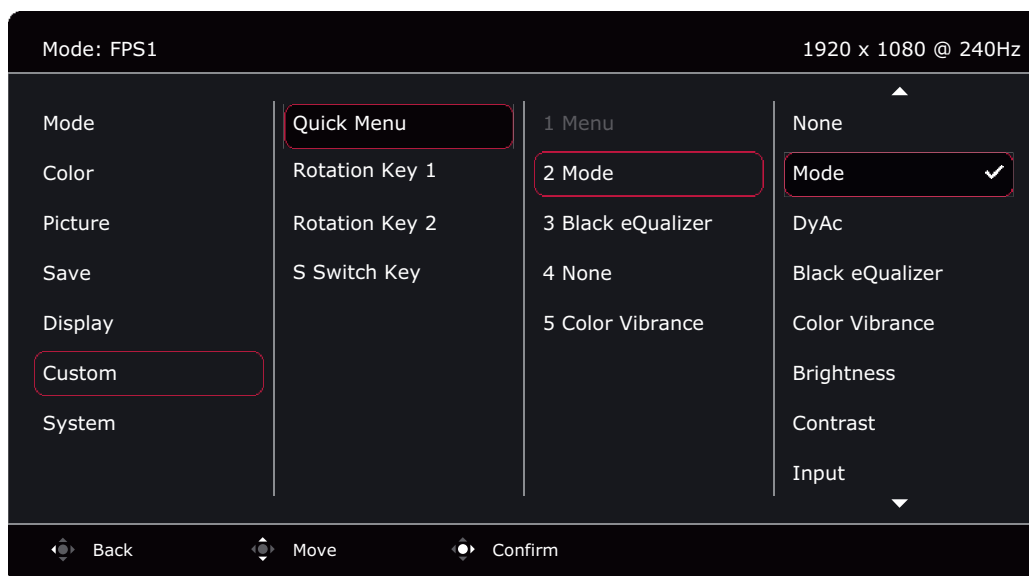 Mode: FPS1
1920 x 1080 @ 240Hz
Mode
Color
Picture
Save
Display
Custom
System
Quick Menu
Rotation Key 1
Rotation Key 2
S Switch Key
1 Menu
2 Mode
3 Black eQualizer
4 None
5 Color Vibrance
None
Mode
DyAc
Black eQualizer
Color Vibrance
Brightness
Contrast
Input
Back
Move
Confirm